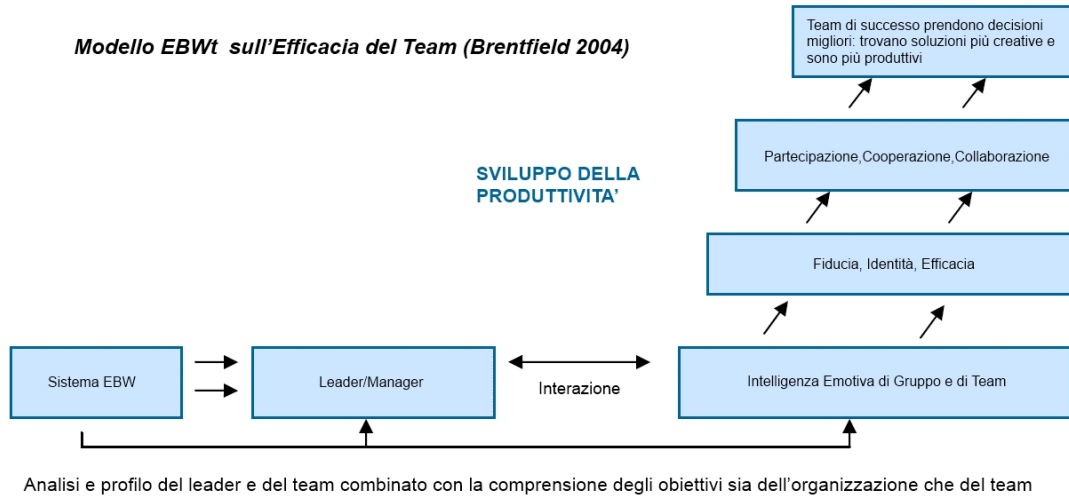 Modello EBWt sull'Efficacia del Team (Brentfield 2004)
Team di successo prendono decisioni
migliori: trovano soluzioni più creative e
sono più produttivi
Partecipazione,Cooperazione,Collaborazione
SVILUPPO DELLA
PRODUTTIVITA'
Fiducia, Identità, Efficacia
Sistema EBW
Leader/Manager
Interazione
Intelligenza Emotiva di Gruppo e di Team
Analisi e profilo del leader e del team combinato con la comprensione degli obiettivi sia dell'organizzazione che del team